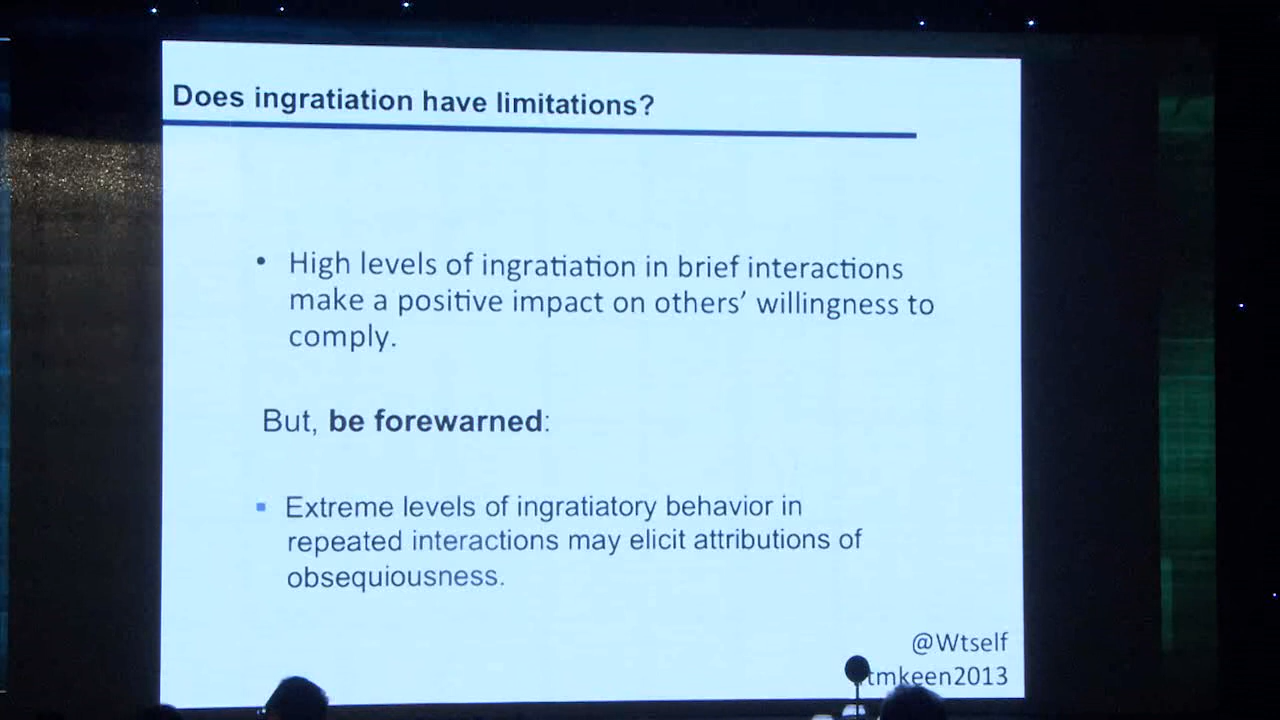 Does ingratiation have limitations?
• High levels of ingratiation in brief interactions
make a positive impact on others’ willingness to
comply.
But, be forewarned:
▪ Extreme levels of ingratiatory behavior in
repeated interactions may elicit attributions of
obsequiousness.
@Wtself
tmkeen2013